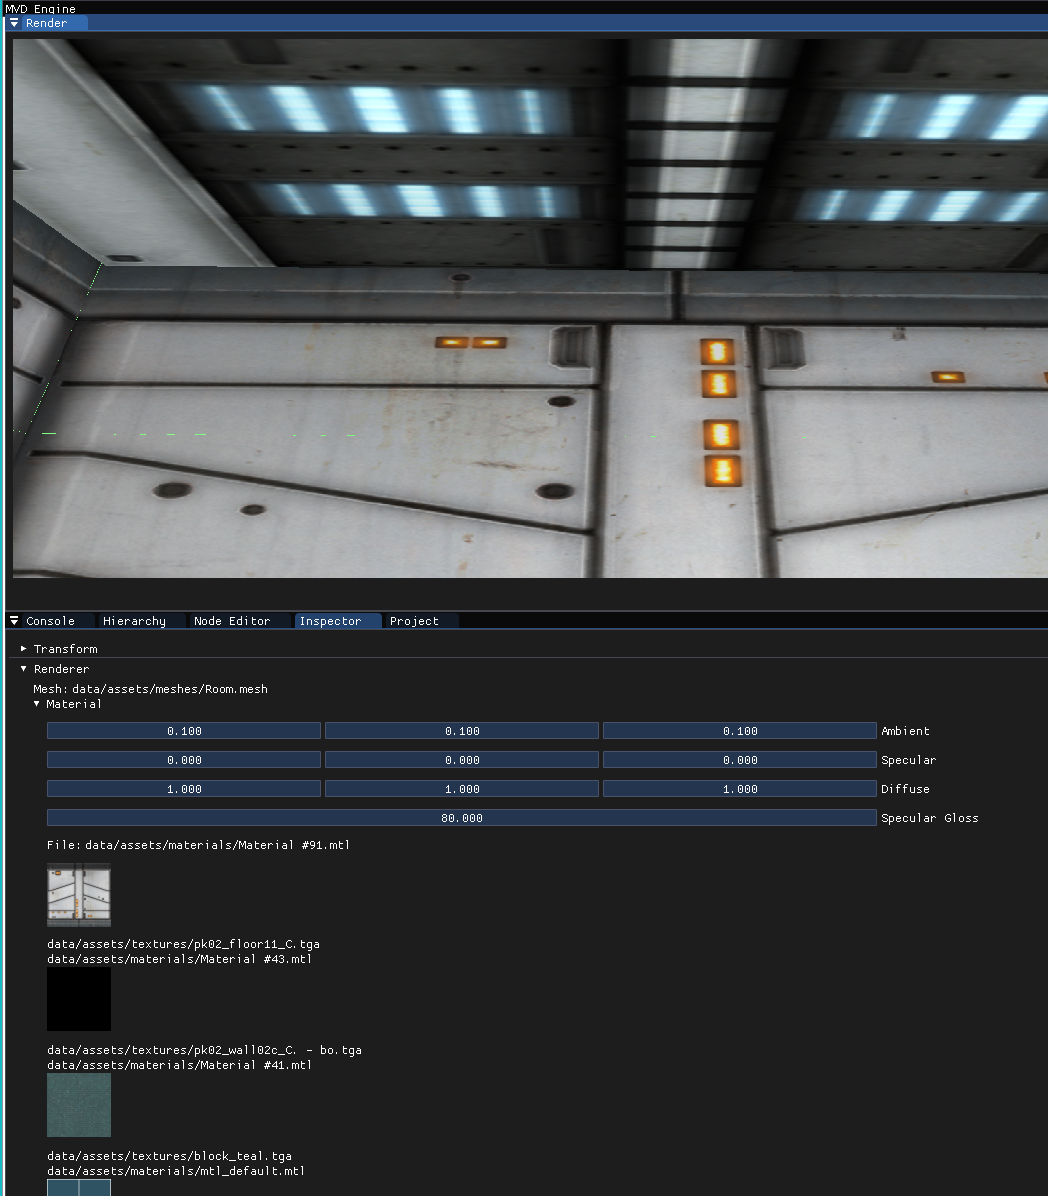 MVD Engine
Render
Console Hierarchy Node Editor Inspector Project
Transform
Renderer
Mesh: data/assets/meshes/Room.mesh
Material
0.100 0.100 0.100 Ambient
0.000 0.000 0.000 Specular
1.000 1.000 1.000 Diffuse
80.000 Specular Gloss
File: data/assets/materials/Material #91.mtl
data/assets/textures/pk02_floor11_C.tga
data/assets/materials/Material #43.mtl
data/assets/textures/pk02_wall02c_C. - bo.tga
data/assets/materials/Material #41.mtl
data/assets/textures/block_teal.tga
data/assets/materials/mtl_default.mtl